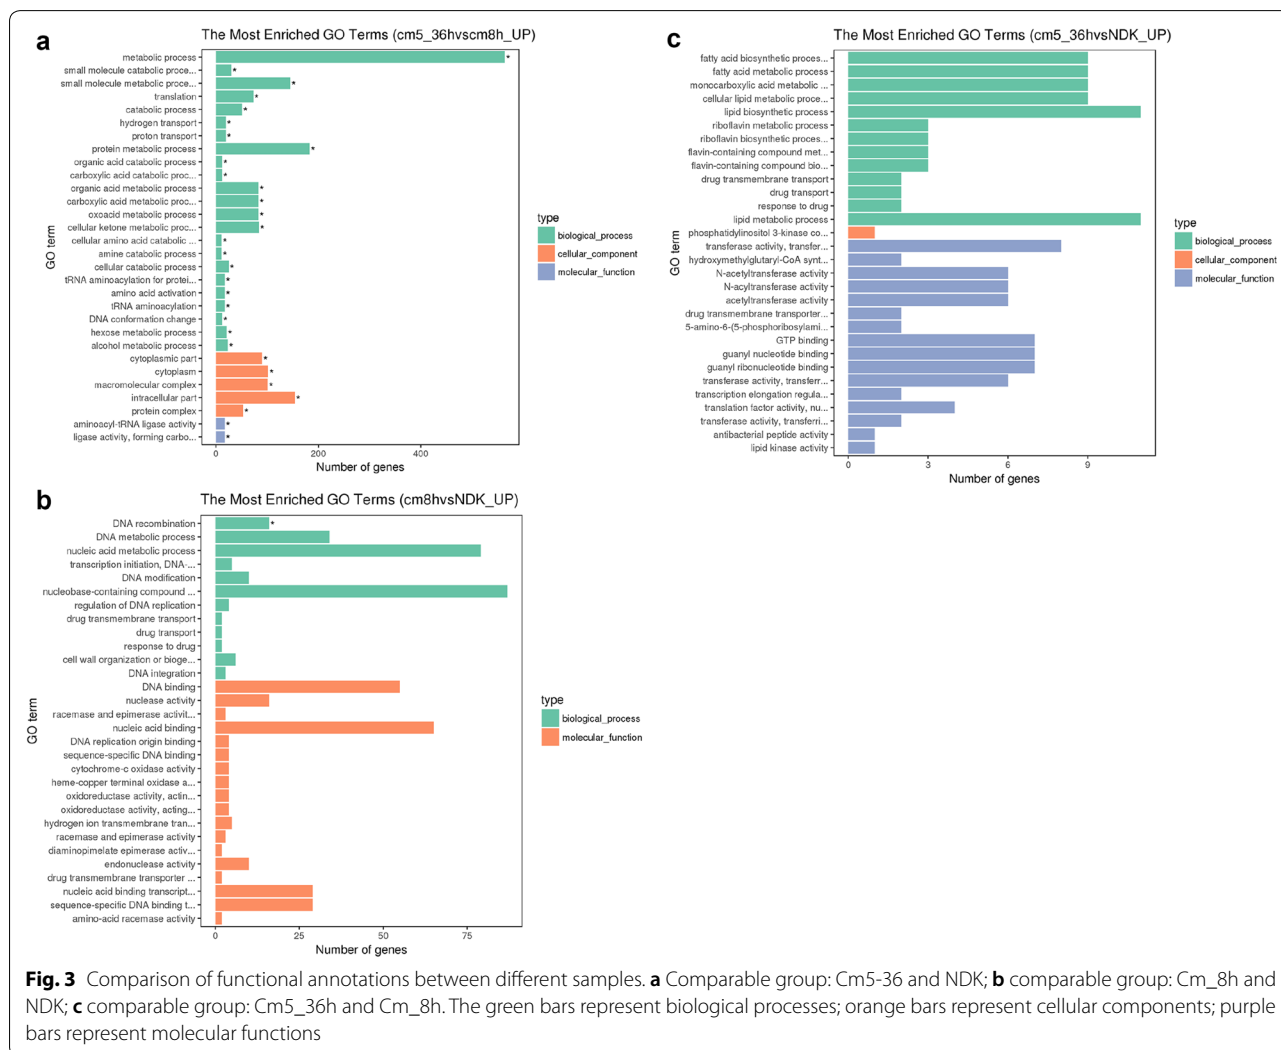 a
The Most Enriched GO Terms (cm5_36hvscm8h_UP)
metabolic process
small molecule catabolic proce...
small molecule metabolic proce...
translation
catabolic process
hydrogen transport
proton transport
protein metabolic process
organic acid catabolic process
carboxylic acid catabolic proc...
organic acid metabolic process
carboxylic acid metabolic proc...
oxoacid metabolic process
cellular ketone metabolic proc...
cellular amino acid catabolic ...
amine catabolic process
cellular catabolic process
tRNA aminoacylation for protei...
amino acid activation
tRNA aminoacylation
DNA conformation change
hexose metabolic process
alcohol metabolic process
cytoplasmic part
cytoplasm
macromolecular complex
intracellular part
protein complex
aminoacyl-tRNA ligase activity
ligase activity, forming carbo...
GO term
0 200 400
Number of genes
type
biological_process
cellular_component
molecular_function
c
The Most Enriched GO Terms (cm5_36hvsNDK_UP)
fatty acid biosynthetic proces...
fatty acid metabolic process
monocarboxylic acid metabolic ...
cellular lipid metabolic proce...
lipid biosynthetic process
riboflavin metabolic process
riboflavin biosynthetic proces...
flavin-containing compound met...
flavin-containing compound bio...
drug transmembrane transport
drug transport
response to drug
lipid metabolic process
phosphatidylinositol 3-kinase co...
transferase activity, transfer...
hydroxymethylglutaryl-CoA synt...
N-acetyltransferase activity
N-acyltransferase activity
acetyltransferase activity
drug transmembrane transporter...
5-amino-6-(5-phosphoribosylami...
GTP binding
guanyl nucleotide binding
guanyl ribonucleotide binding
transferase activity, transferr...
transcription elongation regula...
translation factor activity, nu...
transferase activity, transferri...
antibacterial peptide activity
lipid kinase activity
GO term
0 3 6 9
Number of genes
type
biological_process
cellular_component
molecular_function
b
The Most Enriched GO Terms (cm8hvsNDK_UP)
DNA recombination
DNA metabolic process
nucleic acid metabolic process
transcription initiation, DNA-...
DNA modification
nucleobase-containing compound ...
regulation of DNA replication
drug transmembrane transport
drug transport
response to drug
cell wall organization or bioge...
DNA integration
DNA binding
nuclease activity
racemase and epimerase activit...
nucleic acid binding
DNA replication origin binding
sequence-specific DNA binding
cytochrome-c oxidase activity
heme-copper terminal oxidase a...
oxidoreductase activity, actin...
oxidoreductase activity, acting...
hydrogen ion transmembrane tran...
racemase and epimerase activity
diaminopimelate epimerase activ...
endonuclease activity
drug transmembrane transporter ...
nucleic acid binding transcript...
sequence-specific DNA binding t...
amino-acid racemase activity
GO term
0 25 50 75
Number of genes
type
biological_process
molecular_function
Fig. 3 Comparison of functional annotations between different samples. a Comparable group: Cm5-36 and NDK; b comparable group: Cm_8h and
NDK; c comparable group: Cm5_36h and Cm_8h. The green bars represent biological processes; orange bars represent cellular components; purple
bars represent molecular functions